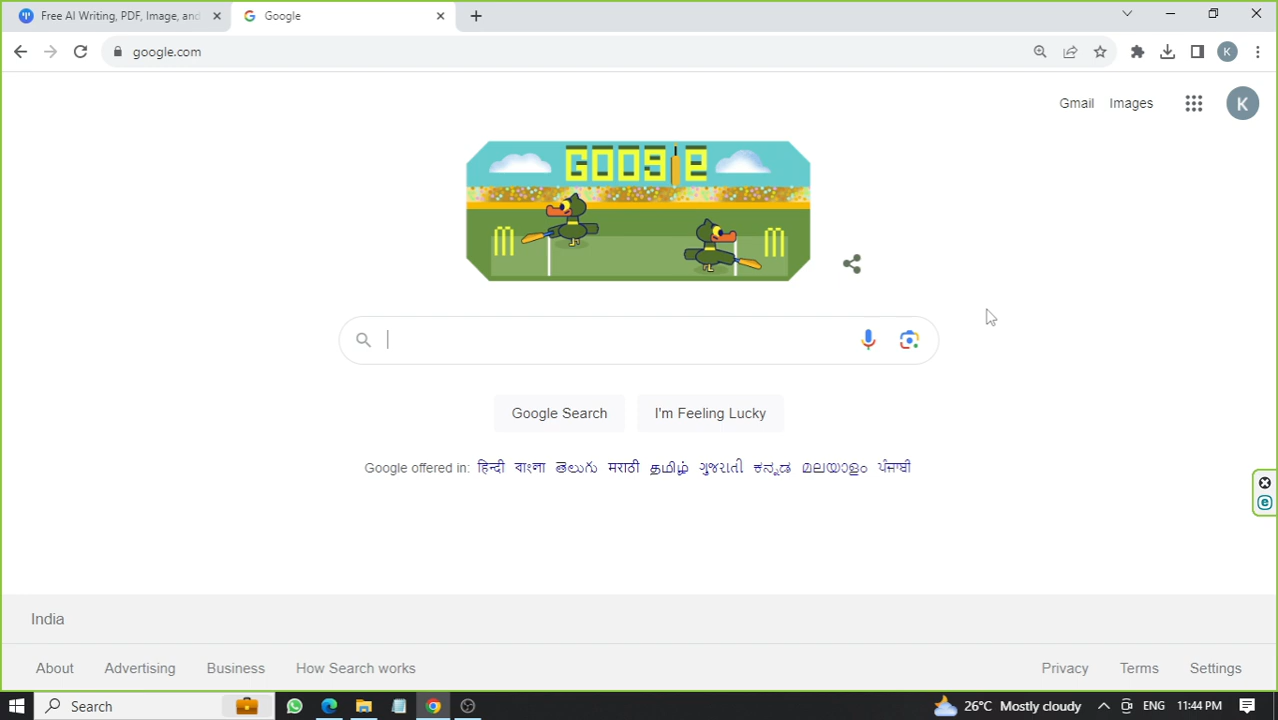 Free AI Writing, PDF, Image, and
Google
google.com
K
Gmail
Images
K
GOOGLE
Google Search
I'm Feeling Lucky
Google offered in: हिन्दी বাংলা తెలుగు मराठी தமிழ் ગુજરાતી ಕನ್ನಡ മലയാളം ਪੰਜਾਬੀ
India
About
Advertising
Business
How Search works
Privacy
Terms
Settings
Search
26°C Mostly cloudy
ENG
11:44 PM